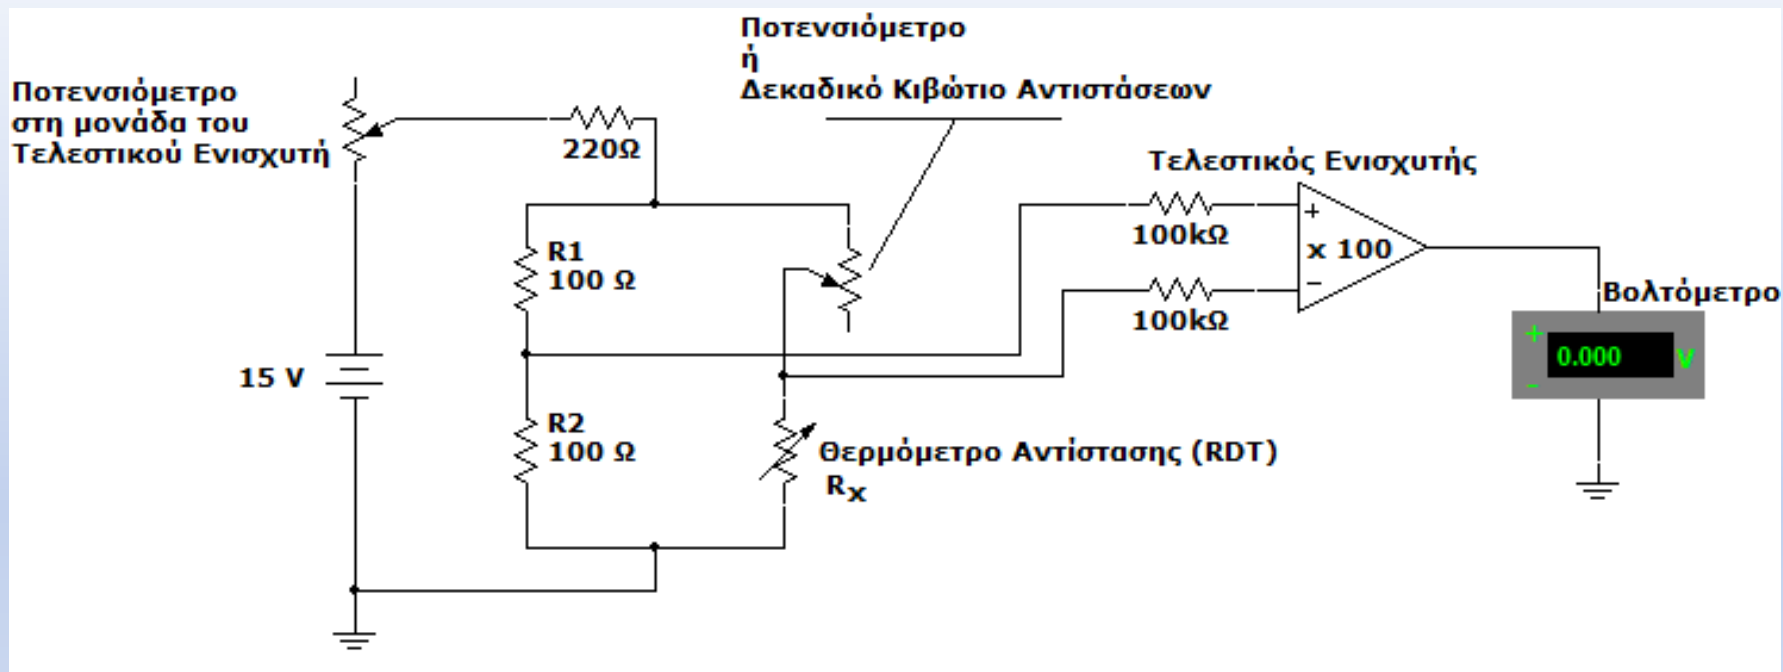 Ποτενσιόμετρο
ή
Δεκαδικό Κιβώτιο Αντιστάσεων
Ποτενσιόμετρο
στη μονάδα του
Τελεστικού Ενισχυτή
220Ω
Τελεστικός Ενισχυτής
100kΩ
+
x 100
−
100kΩ
R1
100 Ω
Βολτόμετρο
+
0.000
V
-
15 V
R2
100 Ω
Θερμόμετρο Αντίστασης (RDT)
Rx